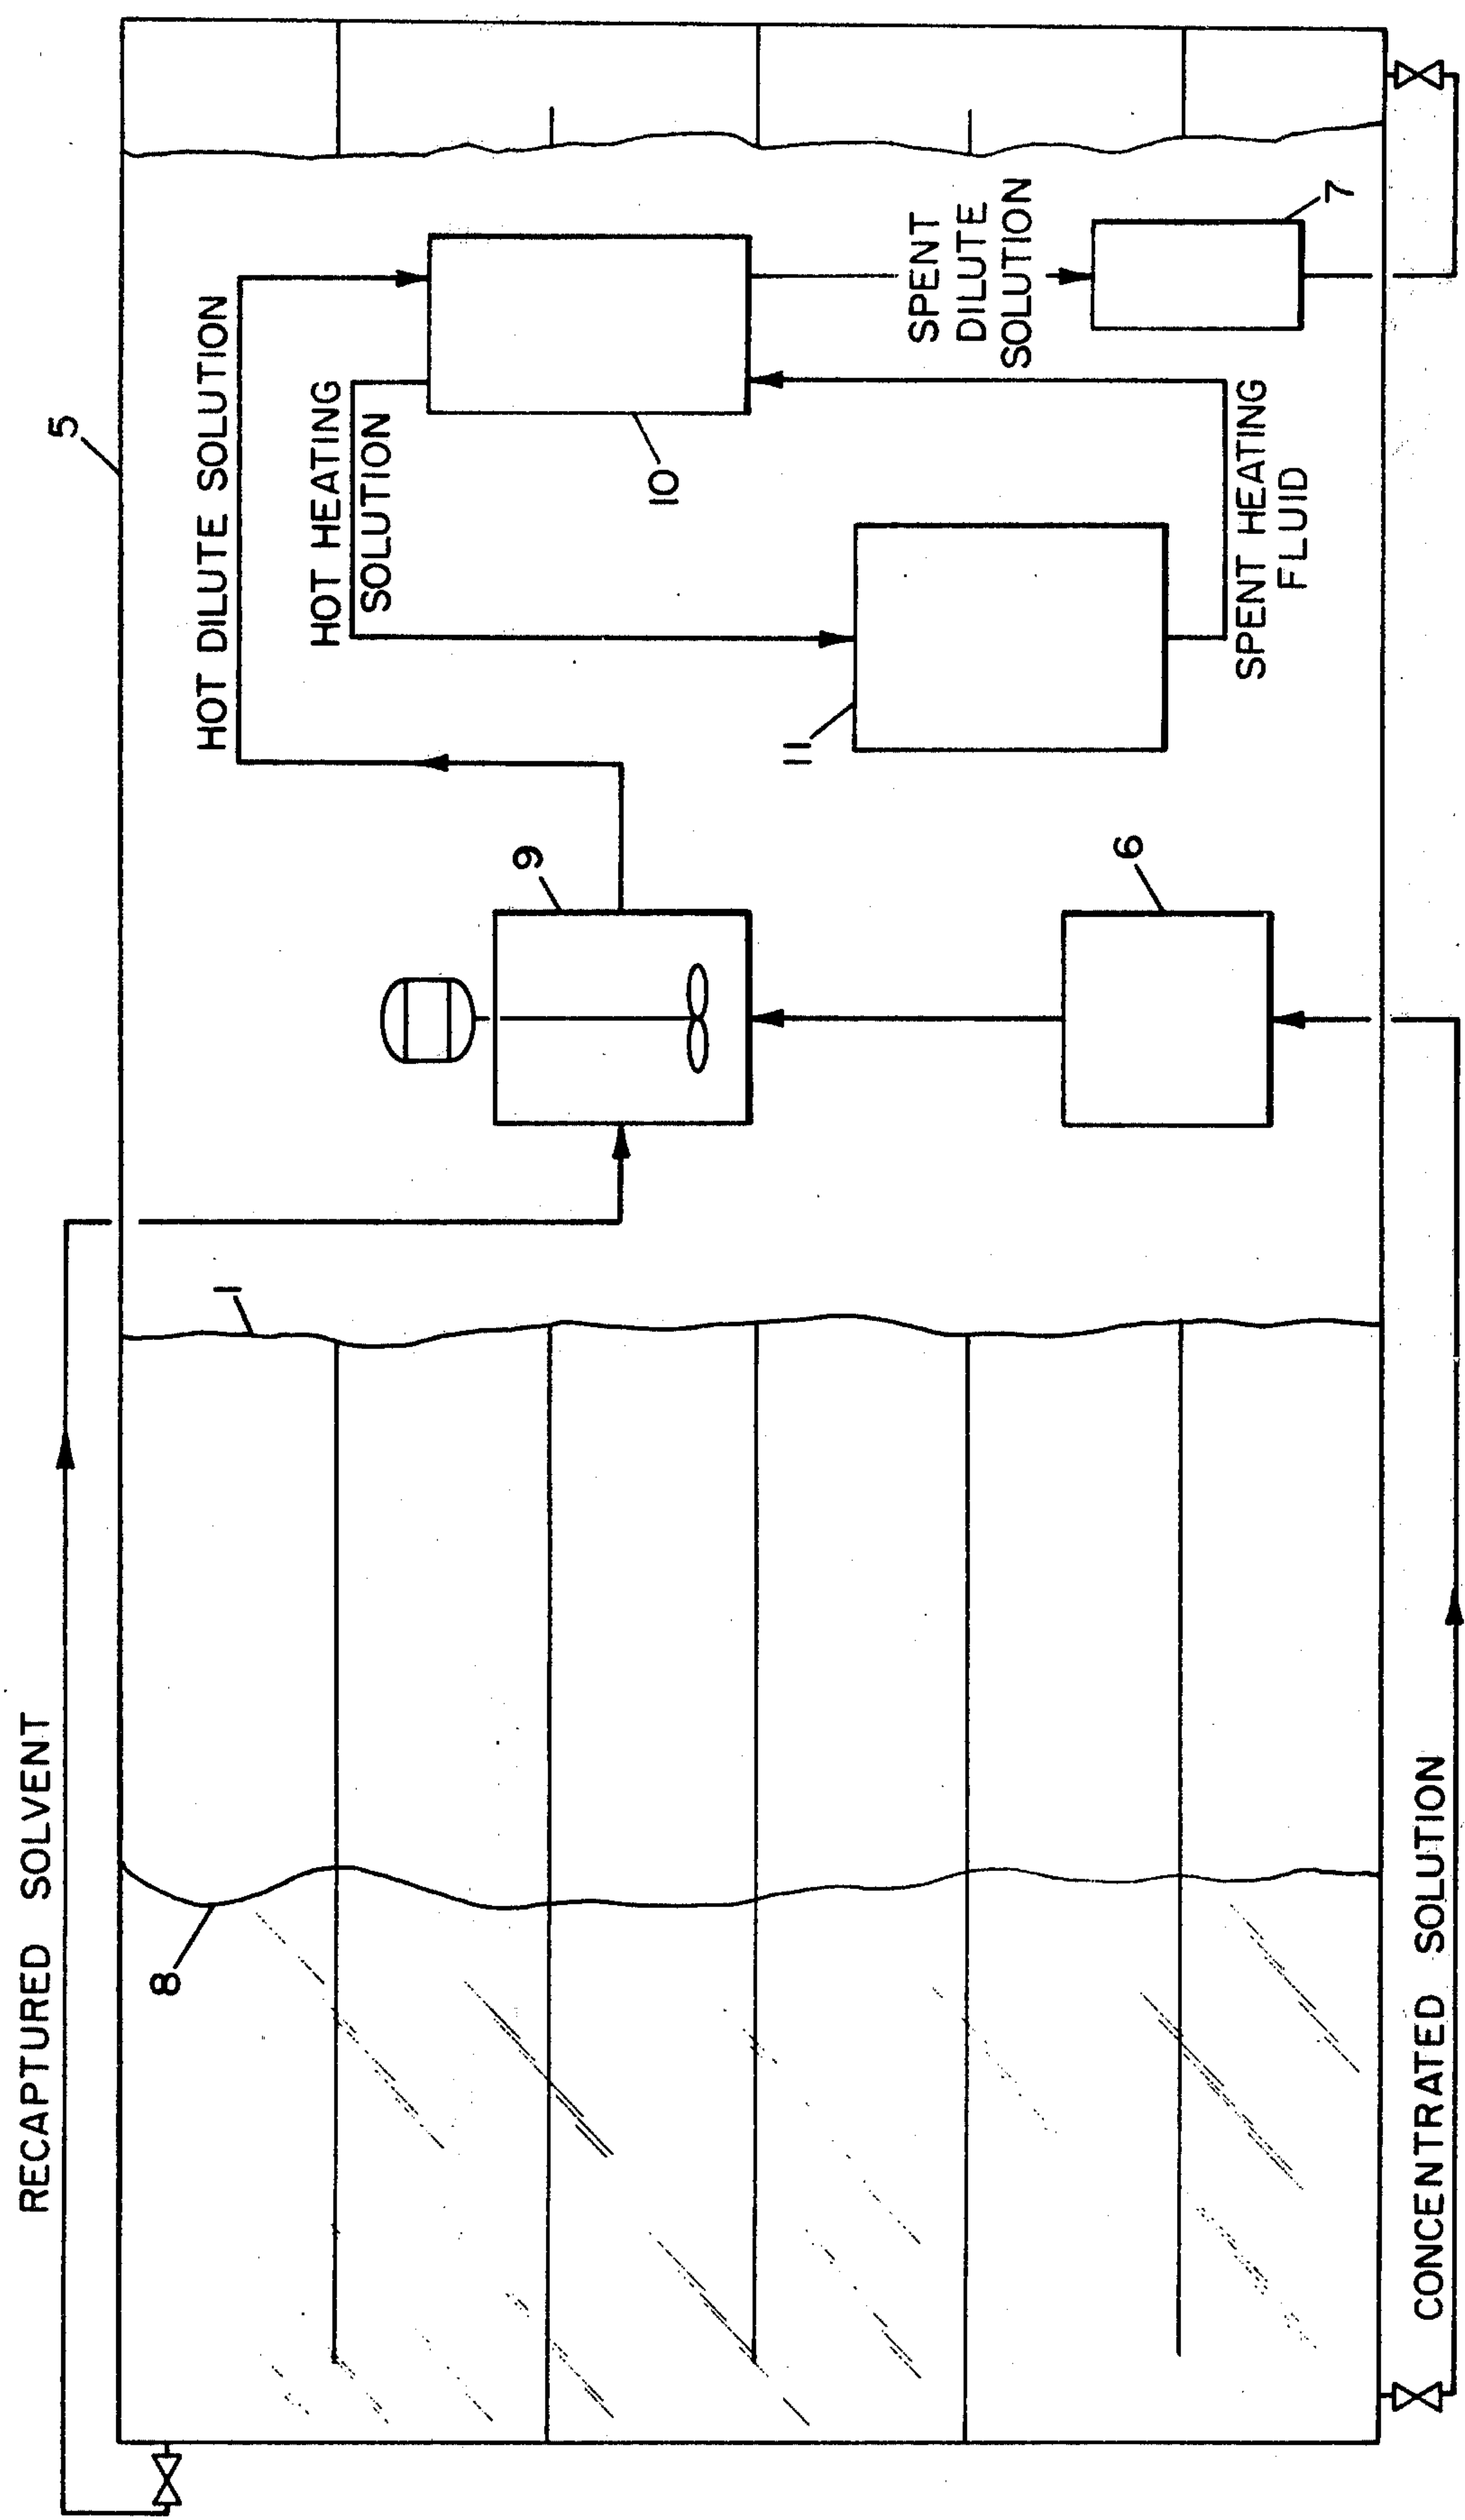 RECAPTURED SOLVENT
8
1
5
HOT DILUTE SOLUTION
HOT HEATING
SOLUTION
9
10
11
SPENT
DILUTE
SOLUTION
7
6
SPENT HEATING
FLUID
CONCENTRATED SOLUTION